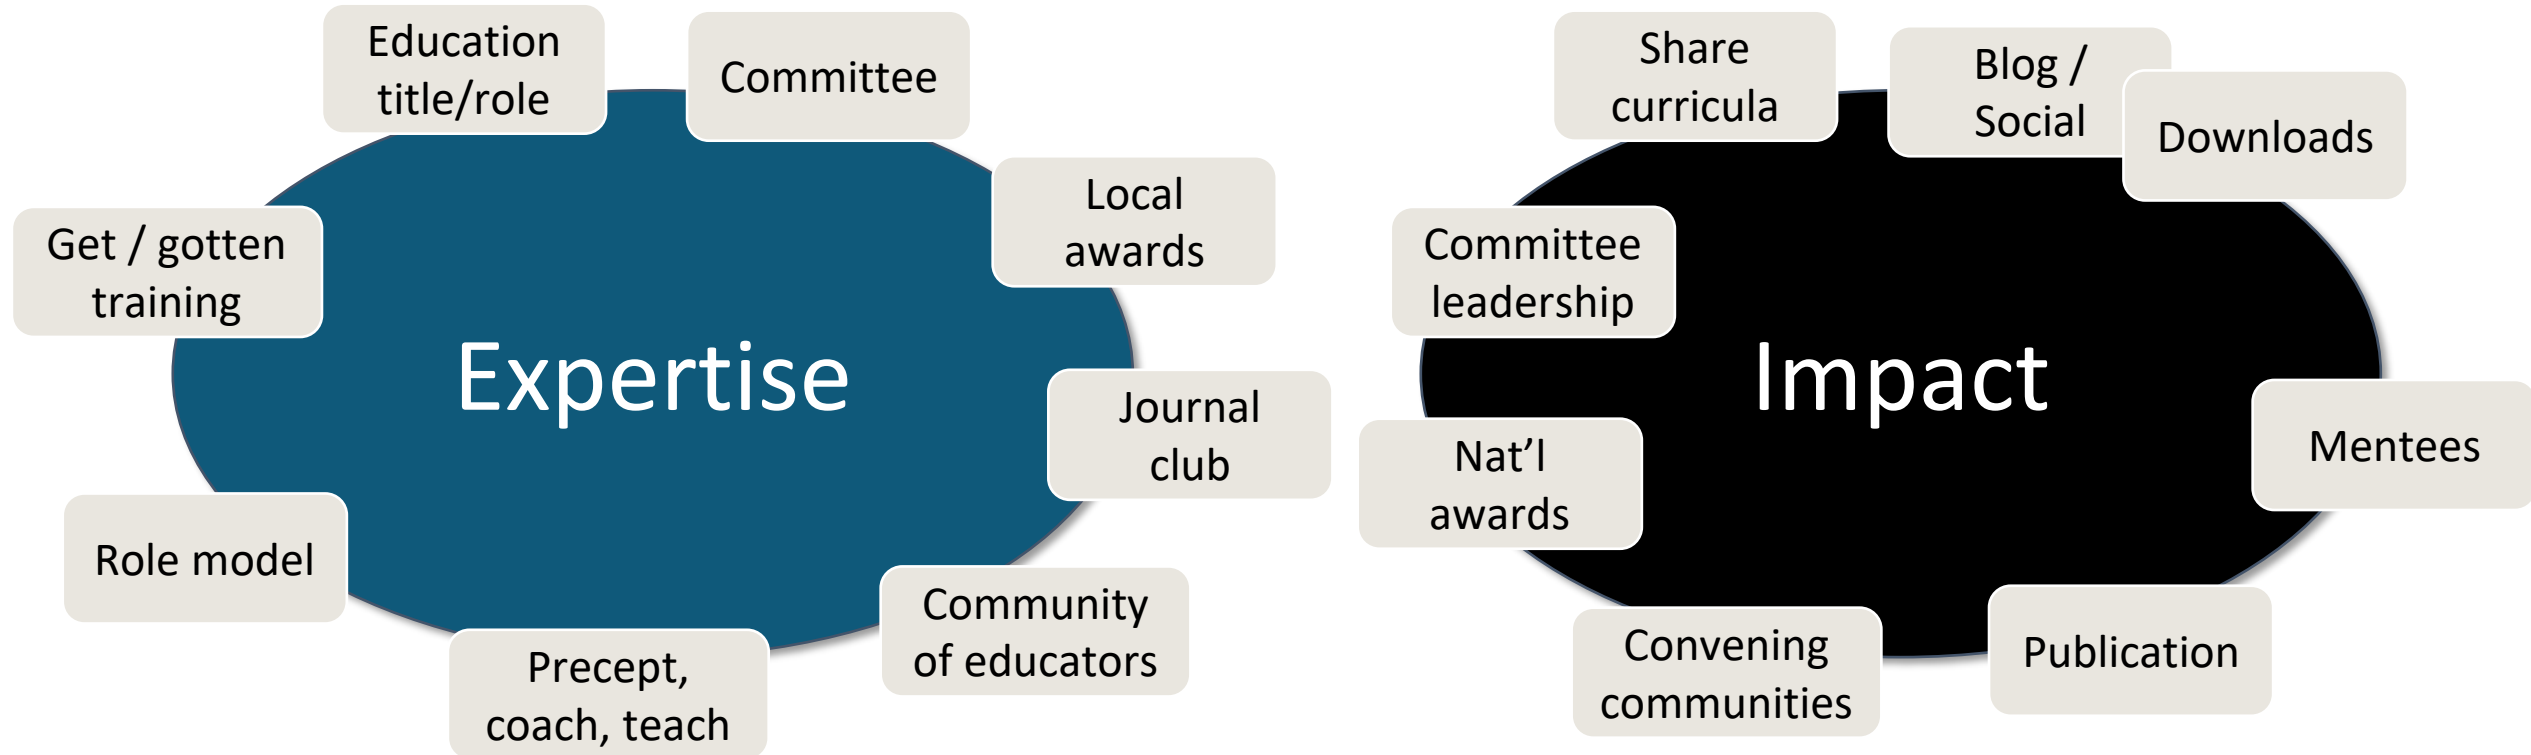 Education
title/role
Committee
Local
awards
Get / gotten
training
Expertise
Journal
club
Role model
Community
of educators
Precept,
coach, teach
Share
curricula
Blog /
Social
Downloads
Committee
leadership
Impact
Nat’l
awards
Mentees
Convening
communities
Publication